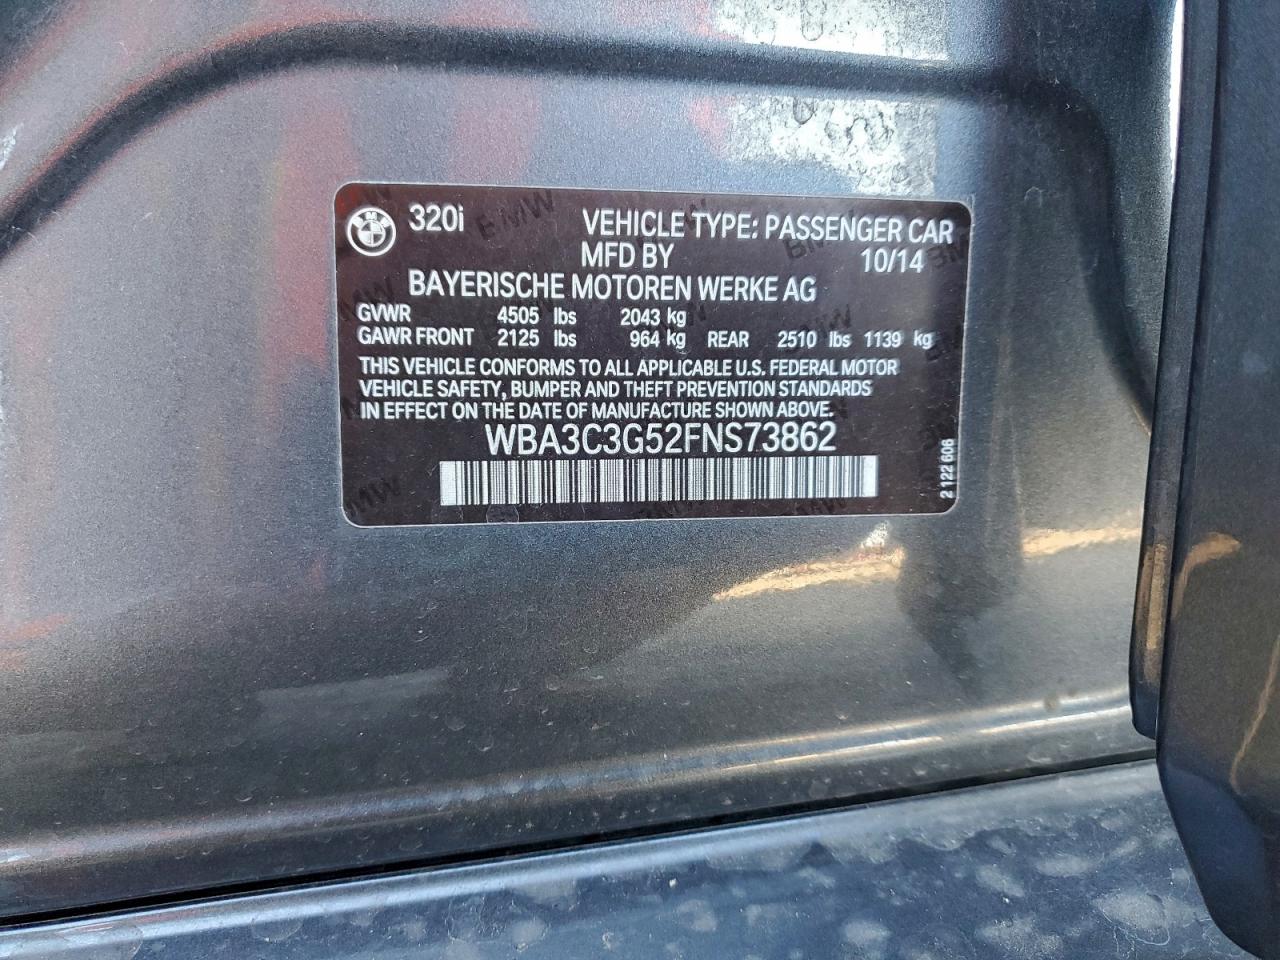 320i VEHICLE TYPE: PASSENGER CAR
MFD BY 10/14
BAYERISCHE MOTOREN WERKE AG
GVWR 4505 lbs 2043 kg
GAWR FRONT 2125 lbs 964 kg REAR 2510 lbs 1139 kg
THIS VEHICLE CONFORMS TO ALL APPLICABLE U.S. FEDERAL MOTOR
VEHICLE SAFETY, BUMPER AND THEFT PREVENTION STANDARDS
IN EFFECT ON THE DATE OF MANUFACTURE SHOWN ABOVE.
WBA3C3G52FNS73862
2 122 606